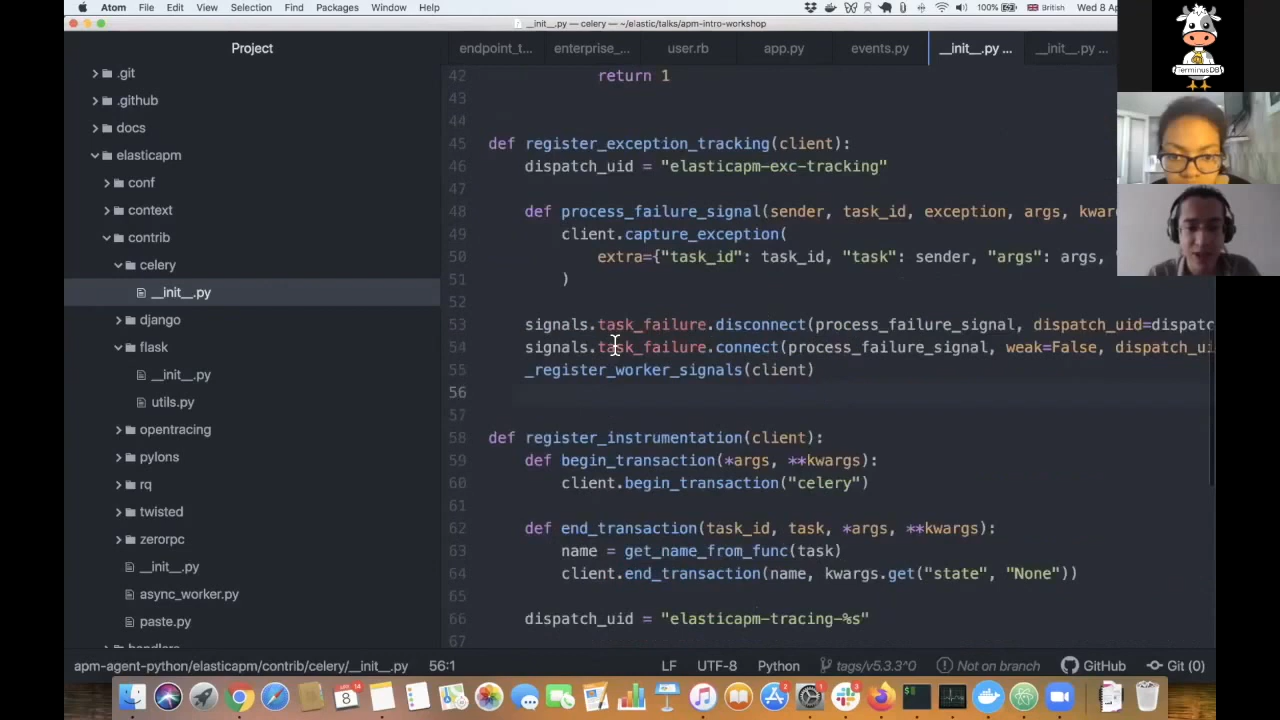 Atom File Edit View Selection Find Packages Window Help 100% British Wed 8 Ap
__init__.py — celery — ~/elastic/talks/apm-intro-workshop
Project
endpoint_t... enterprise_... user.rb app.py events.py __init__.py ... __init__.py ...
TerminusDB
.git
.github
docs
elasticapm
conf
context
contrib
celery
__init__.py
django
flask
__init__.py
utils.py
opentracing
pylons
rq
twisted
zerorpc
__init__.py
async_worker.py
paste.py
42 return 1
43
44
45 def register_exception_tracking(client):
46 dispatch_uid = "elasticapm-exc-tracking"
47
48 def process_failure_signal(sender, task_id, exception, args, kwar
49 client.capture_exception(
50 extra={"task_id": task_id, "task": sender, "args": args, "
51 )
52
53 signals.task_failure.disconnect(process_failure_signal, dispatch_uid=dispatc
54 signals.task_failure.connect(process_failure_signal, weak=False, dispatch_ui
55 _register_worker_signals(client)
56
57
58 def register_instrumentation(client):
59 def begin_transaction(*args, **kwargs):
60 client.begin_transaction("celery")
61
62 def end_transaction(task_id, task, *args, **kwargs):
63 name = get_name_from_func(task)
64 client.end_transaction(name, kwargs.get("state", "None"))
65
66 dispatch_uid = "elasticapm-tracing-%s"
67
apm-agent-python/elasticapm/contrib/celery/__init__.py 56:1 LF UTF-8 Python tags/v5.3.3^0 Not on branch GitHub Git (0)